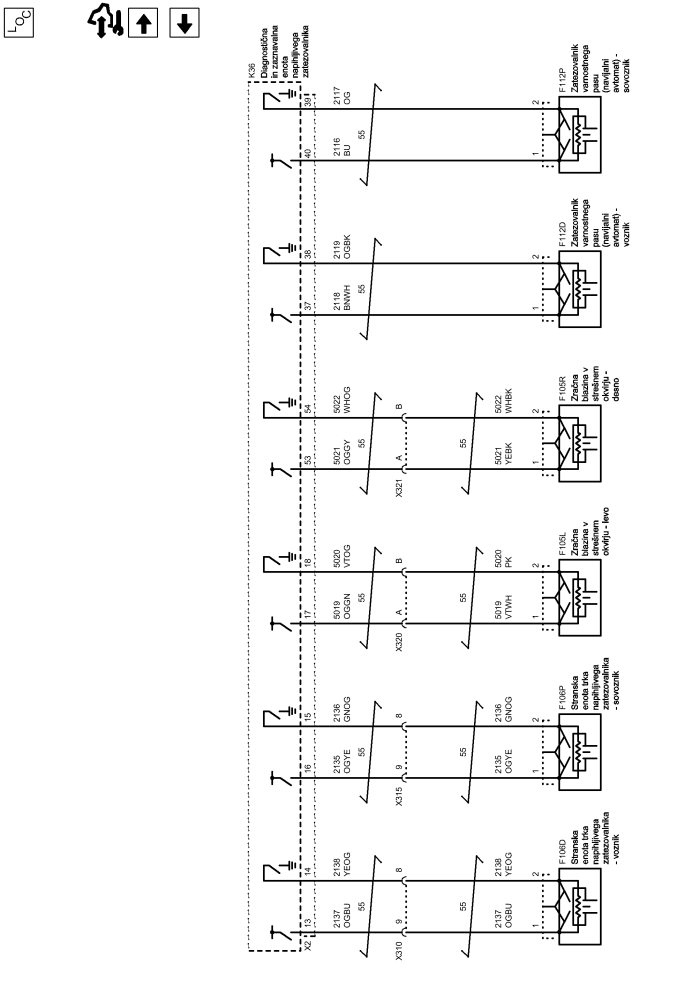 LOC
K36
Diagnostična
in zaznavalna
enota
napihljivega
zatezovalnika
X2
13
14
16
15
17
18
53
54
37
38
40
39
2137
OGBU
2138
YEOG
2135
OGYE
2136
GNOG
5019
OGGN
5020
VTOG
5021
OGGY
5022
WHOG
2118
BNWH
2119
OGBK
2116
BU
2117
OG
55
55
55
55
55
55
X310
9
8
X315
9
8
X320
A
B
X321
A
B
55
55
55
55
2137
OGBU
2138
YEOG
2135
OGYE
2136
GNOG
5019
VTWH
5020
PK
5021
YEBK
5022
WHBK
1
2
1
2
1
2
1
2
1
2
1
2
F106D
Stranska
enota trka
napihljivega
zatezovalnika
- voznik
F106P
Stranska
enota trka
napihljivega
zatezovalnika
- sovoznik
F105L
Zračna
blazina v
strešnem
okvirju - levo
F105R
Zračna
blazina v
strešnem
okvirju -
desno
F112D
Zatezovalnik
varnostnega
pasu
(navijalni
avtomat) -
voznik
F112P
Zatezovalnik
varnostnega
pasu
(navijalni
avtomat) -
sovoznik